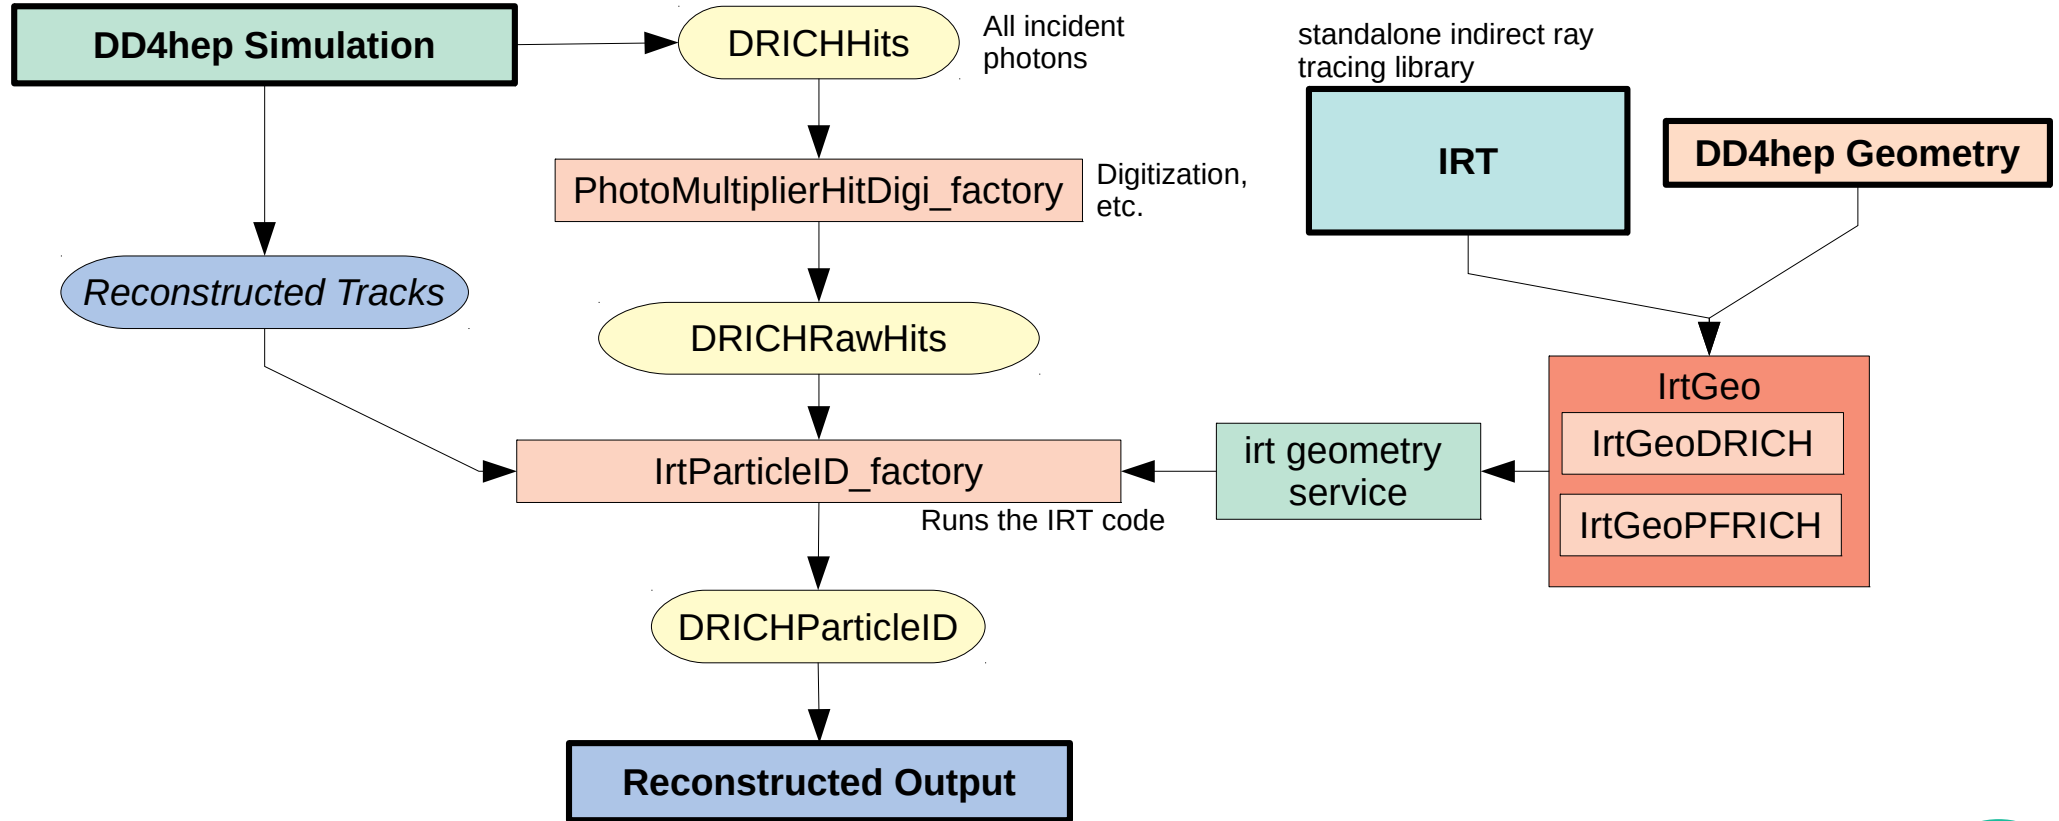 DD4hep Simulation
DRICHHits
All incident
photons
standalone indirect ray
tracing library
IRT
DD4hep Geometry
PhotoMultiplierHitDigi_factory
Digitization,
etc.
Reconstructed Tracks
DRICHRawHits
IrtGeo
IrtGeoDRICH
IrtGeoPFRICH
irt geometry
service
IrtParticleID_factory
Runs the IRT code
DRICHParticleID
Reconstructed Output